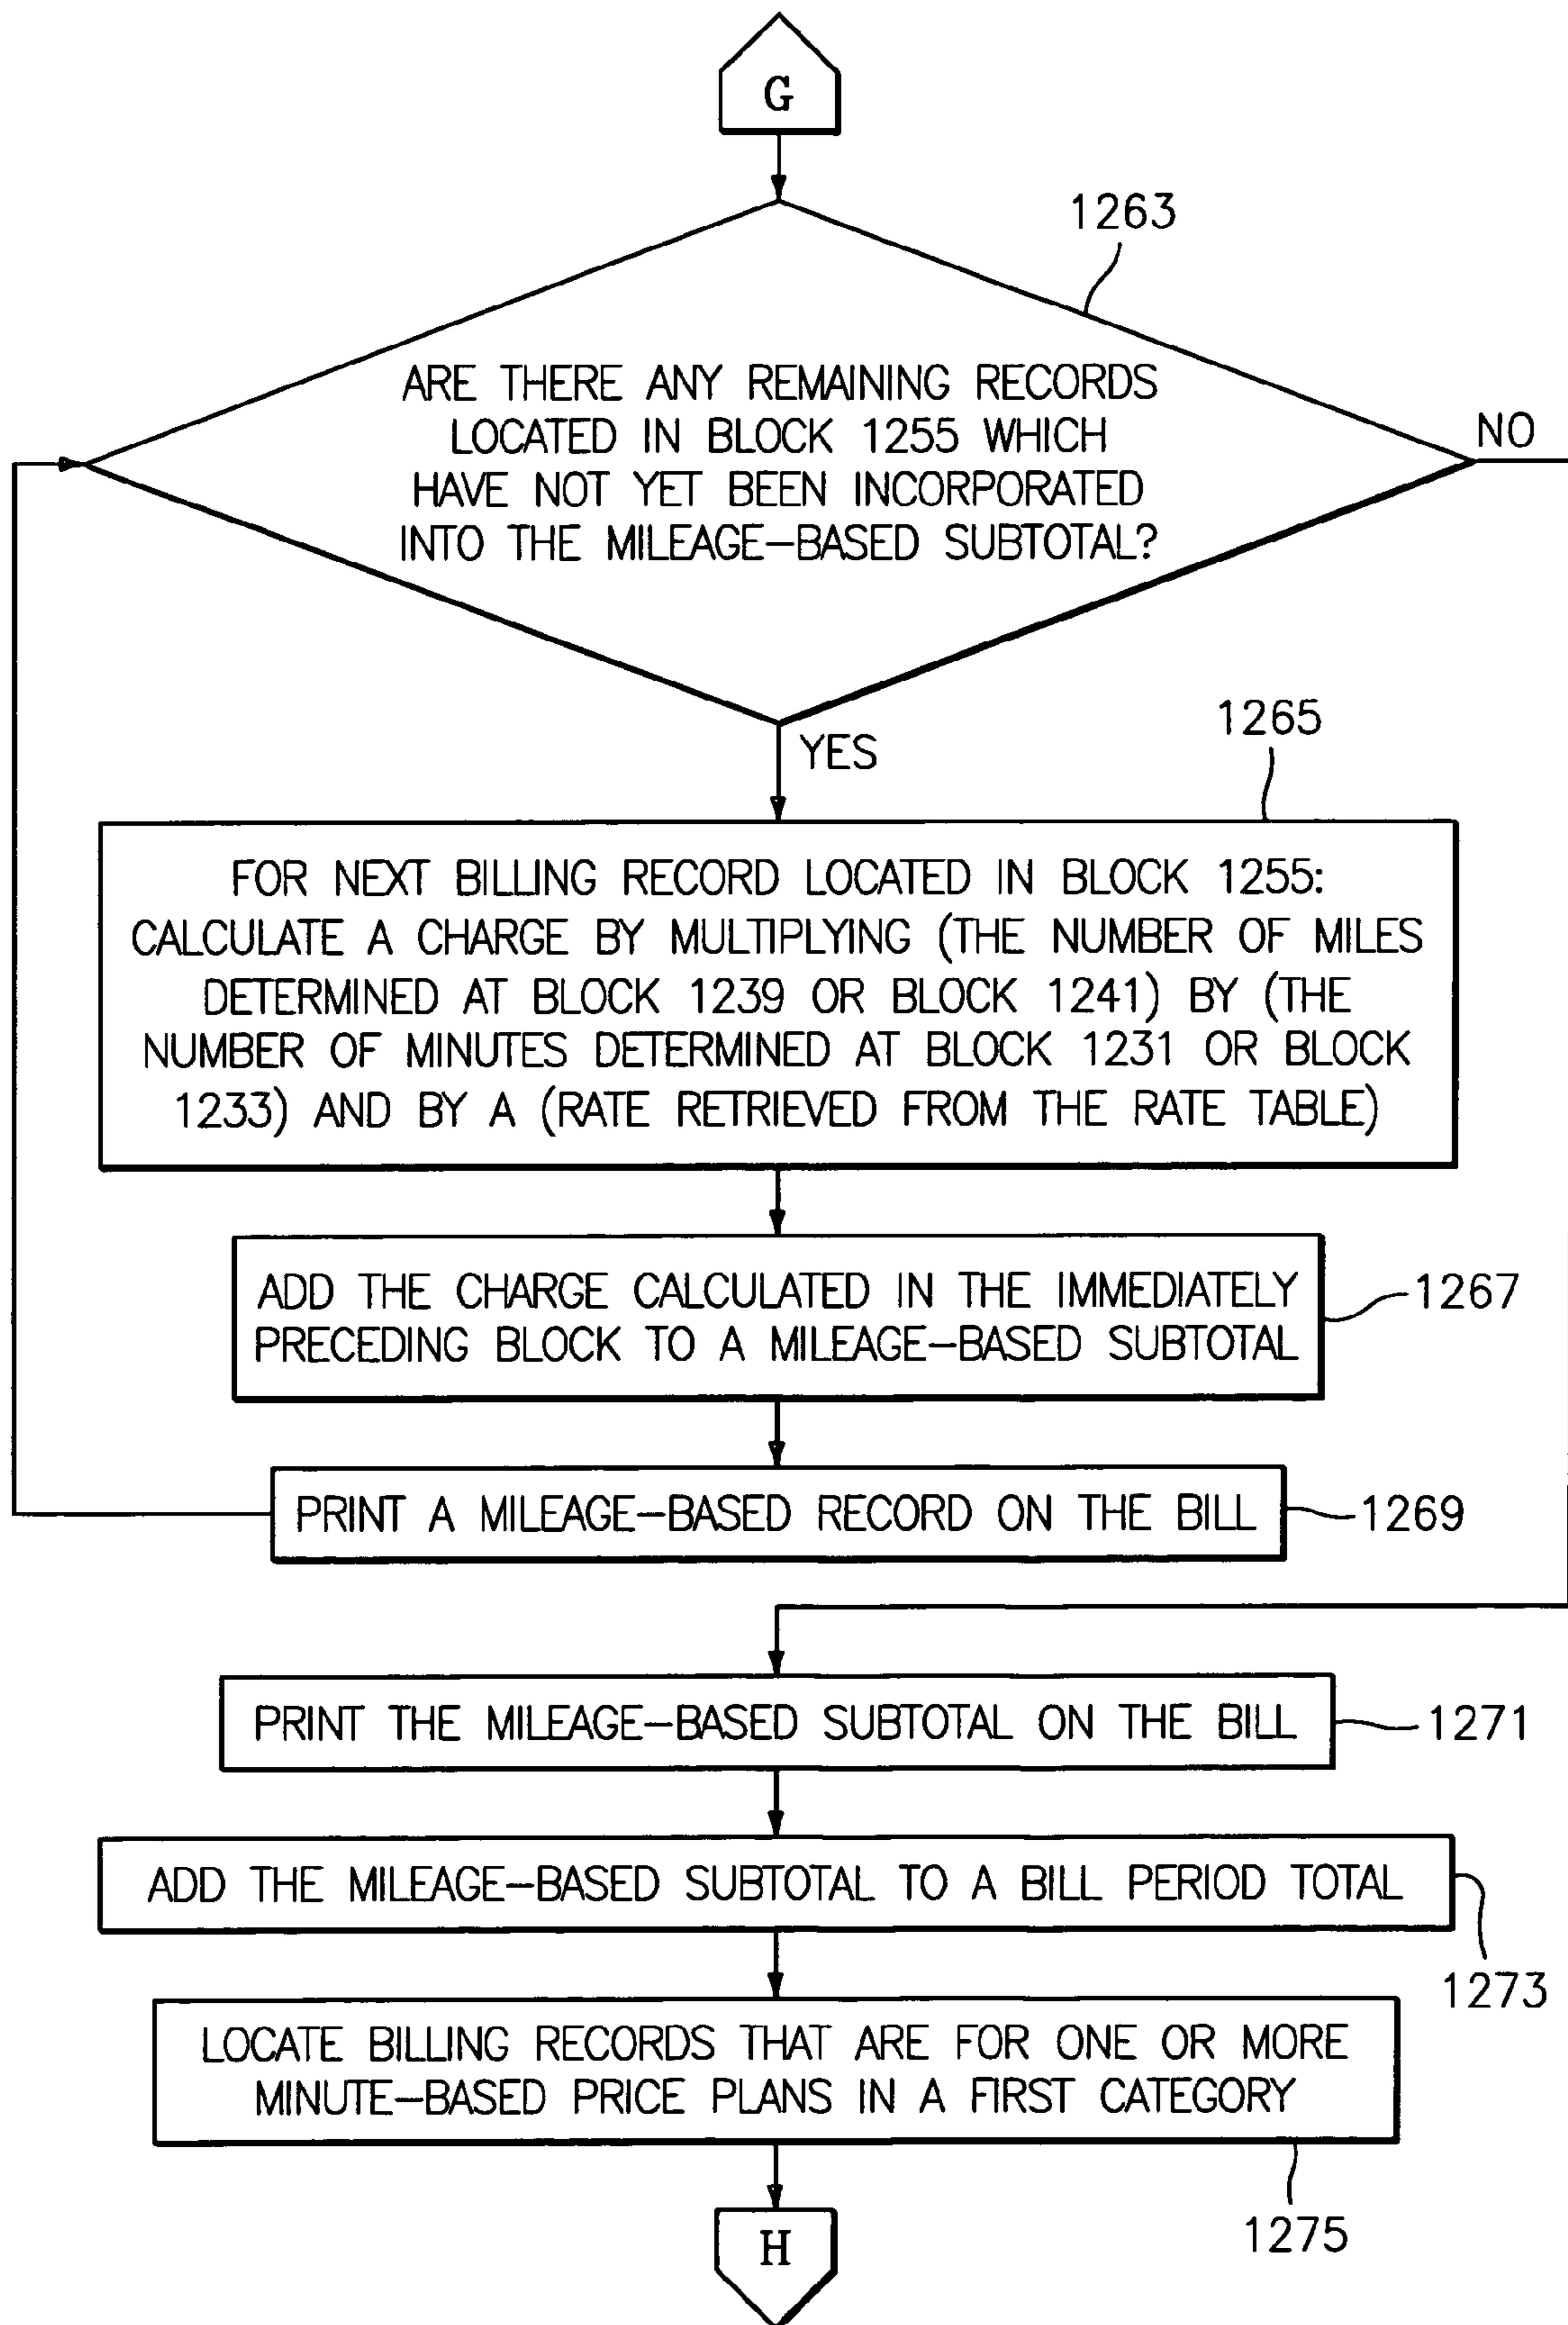 G
1263
ARE THERE ANY REMAINING RECORDS
LOCATED IN BLOCK 1255 WHICH
HAVE NOT YET BEEN INCORPORATED
INTO THE MILEAGE-BASED SUBTOTAL?
NO
YES
1265
FOR NEXT BILLING RECORD LOCATED IN BLOCK 1255:
CALCULATE A CHARGE BY MULTIPLYING (THE NUMBER OF MILES
DETERMINED AT BLOCK 1239 OR BLOCK 1241) BY (THE
NUMBER OF MINUTES DETERMINED AT BLOCK 1231 OR BLOCK
1233) AND BY A (RATE RETRIEVED FROM THE RATE TABLE)
ADD THE CHARGE CALCULATED IN THE IMMEDIATELY
PRECEDING BLOCK TO A MILEAGE-BASED SUBTOTAL
1267
PRINT A MILEAGE-BASED RECORD ON THE BILL
1269
PRINT THE MILEAGE-BASED SUBTOTAL ON THE BILL
1271
ADD THE MILEAGE-BASED SUBTOTAL TO A BILL PERIOD TOTAL
1273
LOCATE BILLING RECORDS THAT ARE FOR ONE OR MORE
MINUTE-BASED PRICE PLANS IN A FIRST CATEGORY
1275
H